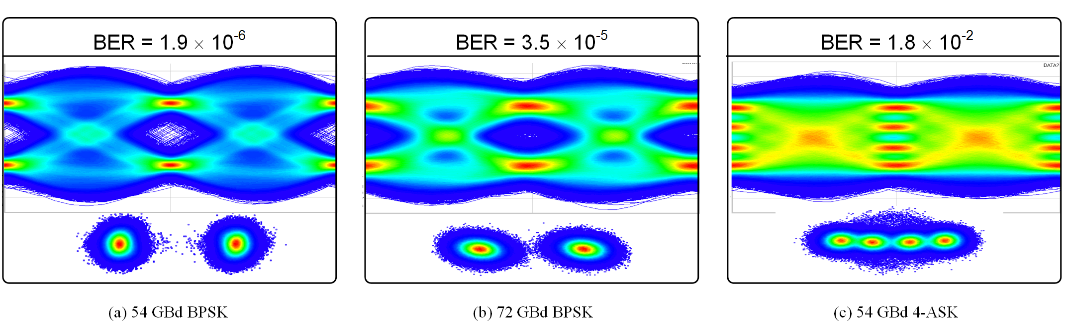 BER = 1.9 × 10⁻⁶
BER = 3.5 × 10⁻⁵
BER = 1.8 × 10⁻²
DATA?
(a) 54 GBd BPSK
(b) 72 GBd BPSK
(c) 54 GBd 4-ASK